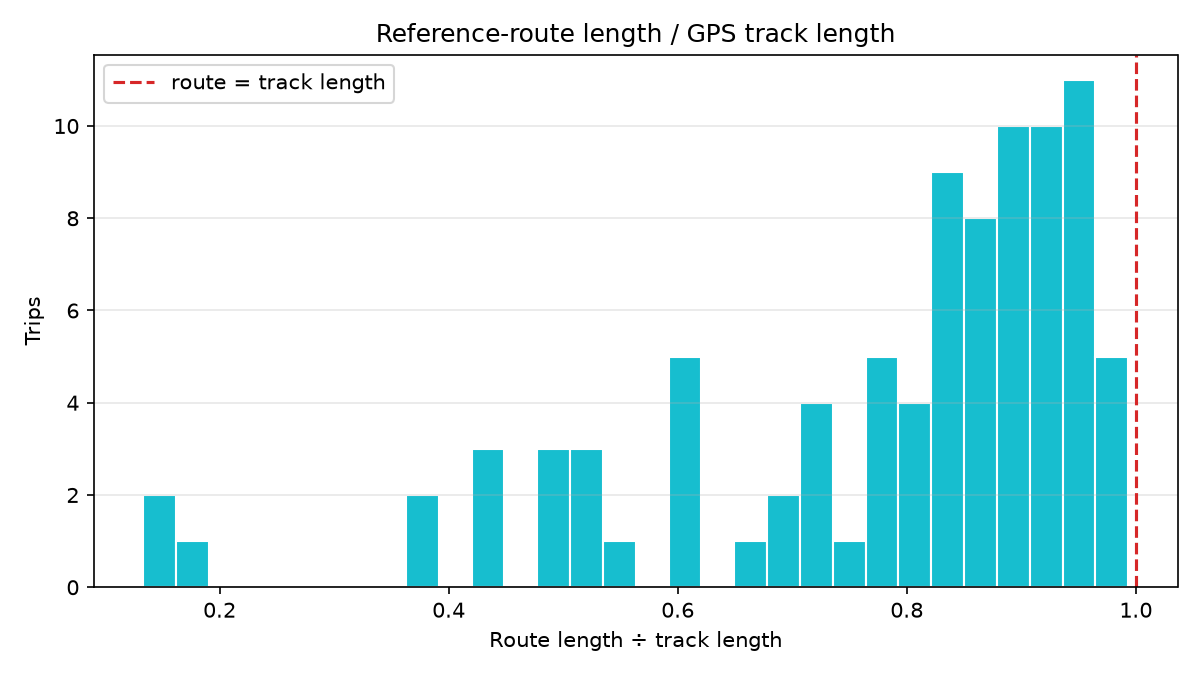 Reference-route length / GPS track length
route = track length
Trips
10
8
6
4
2
0
0.2
0.4
0.6
0.8
1.0
Route length ÷ track length